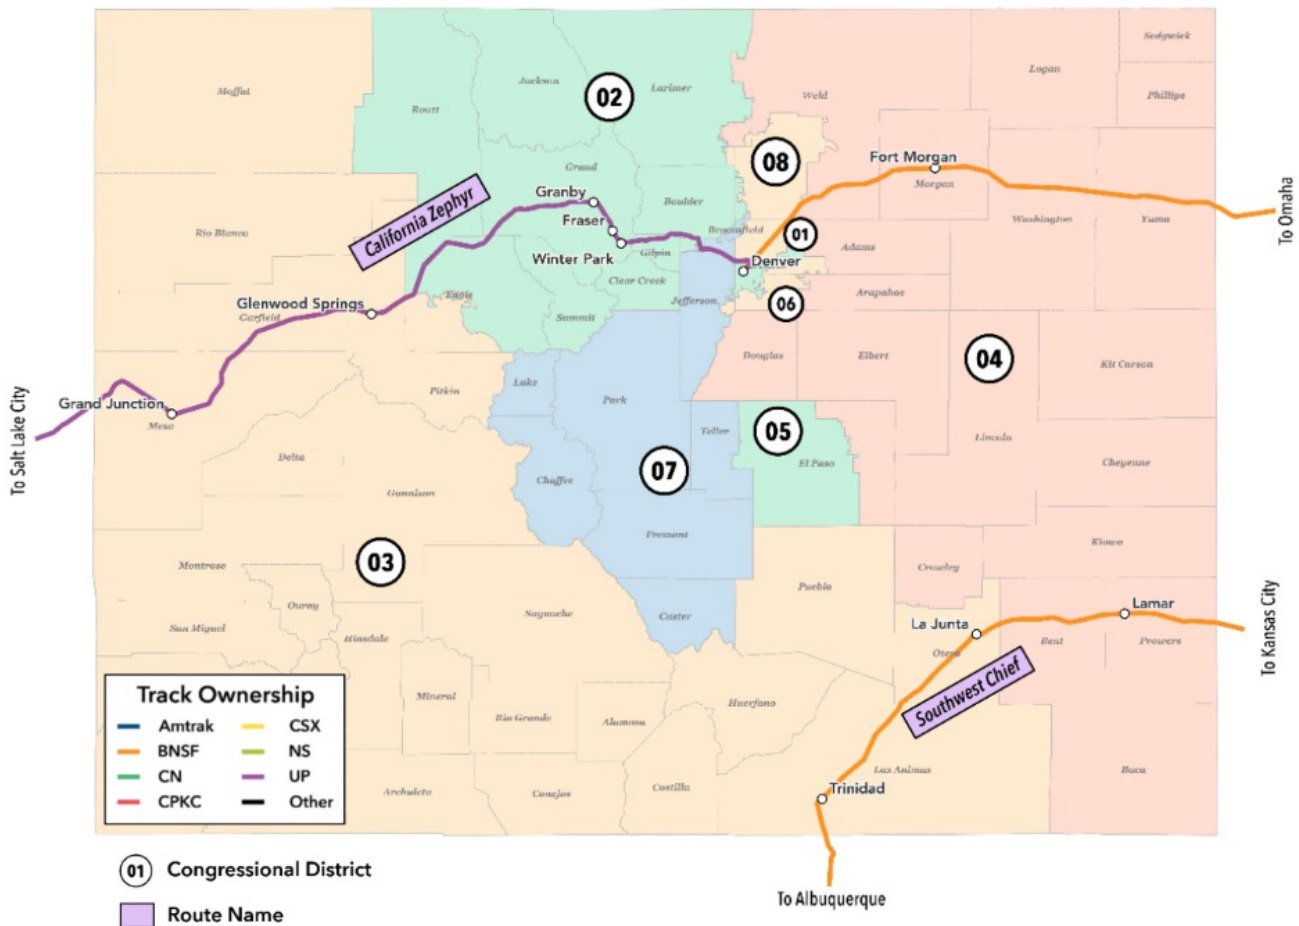 Moffat
Routt
Jackson
02
Larimer
Weld
Logan
Sedgwick
Phillips
Grand
Granby
Fraser
Winter Park
Boulder
Broomfield
Gilpin
Clear Creek
Jefferson
08
01
Denver
06
Fort Morgan
Morgan
Adams
Arapahoe
Washington
Yuma
To Omaha
Rio Blanco
California Zephyr
Glenwood Springs
Garfield
Eagle
Summit
Grand Junction
Mesa
To Salt Lake City
Pitkin
Lake
Park
Douglas
Elbert
04
Kit Carson
Delta
Gunnison
Chaffee
07
Teller
05
El Paso
Lincoln
Cheyenne
Fremont
03
Montrose
Ouray
San Miguel
Hinsdale
Saguache
Custer
Pueblo
Crowley
Kiowa
La Junta
Otero
Bent
Lamar
Prowers
To Kansas City
Southwest Chief
Mineral
Rio Grande
Alamosa
Huerfano
Las Animas
Baca
Archuleta
Conejos
Costilla
Trinidad
To Albuquerque
Track Ownership
Amtrak CSX
BNSF NS
CN UP
CPKC Other
01 Congressional District
Route Name